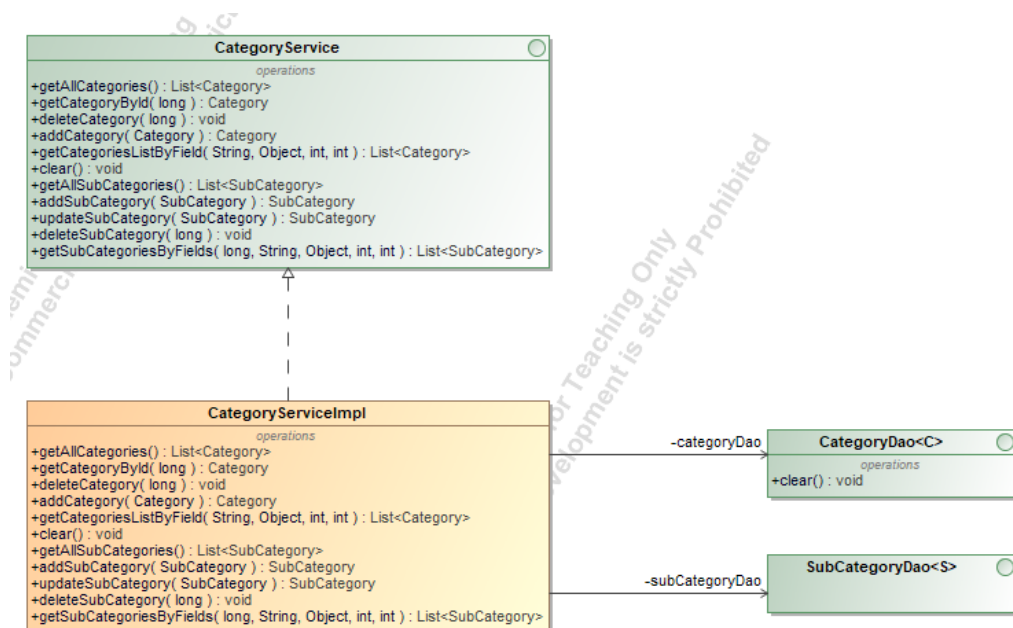 CategoryService
operations
+getAllCategories() : List<Category>
+getCategoryById( long ) : Category
+deleteCategory( long ) : void
+addCategory( Category ) : Category
+getCategoriesListByField( String, Object, int, int ) : List<Category>
+clear() : void
+getAllSubCategories() : List<SubCategory>
+addSubCategory( SubCategory ) : SubCategory
+updateSubCategory( SubCategory ) : SubCategory
+deleteSubCategory( long ) : void
+getSubCategoriesByFields( long, String, Object, int, int ) : List<SubCategory>
for Teaching Only
velopment is strictly Prohibited
CategoryServiceImpl
operations
+getAllCategories() : List<Category>
+getCategoryById( long ) : Category
+deleteCategory( long ) : void
+addCategory( Category ) : Category
+getCategoriesListByField( String, Object, int, int ) : List<Category>
+clear() : void
+getAllSubCategories() : List<SubCategory>
+addSubCategory( SubCategory ) : SubCategory
+updateSubCategory( SubCategory ) : SubCategory
+deleteSubCategory( long ) : void
+getSubCategoriesByFields( long, String, Object, int, int ) : List<SubCategory>
-categoryDao
CategoryDao<C>
operations
+clear() : void
-subCategoryDao
SubCategoryDao<S>